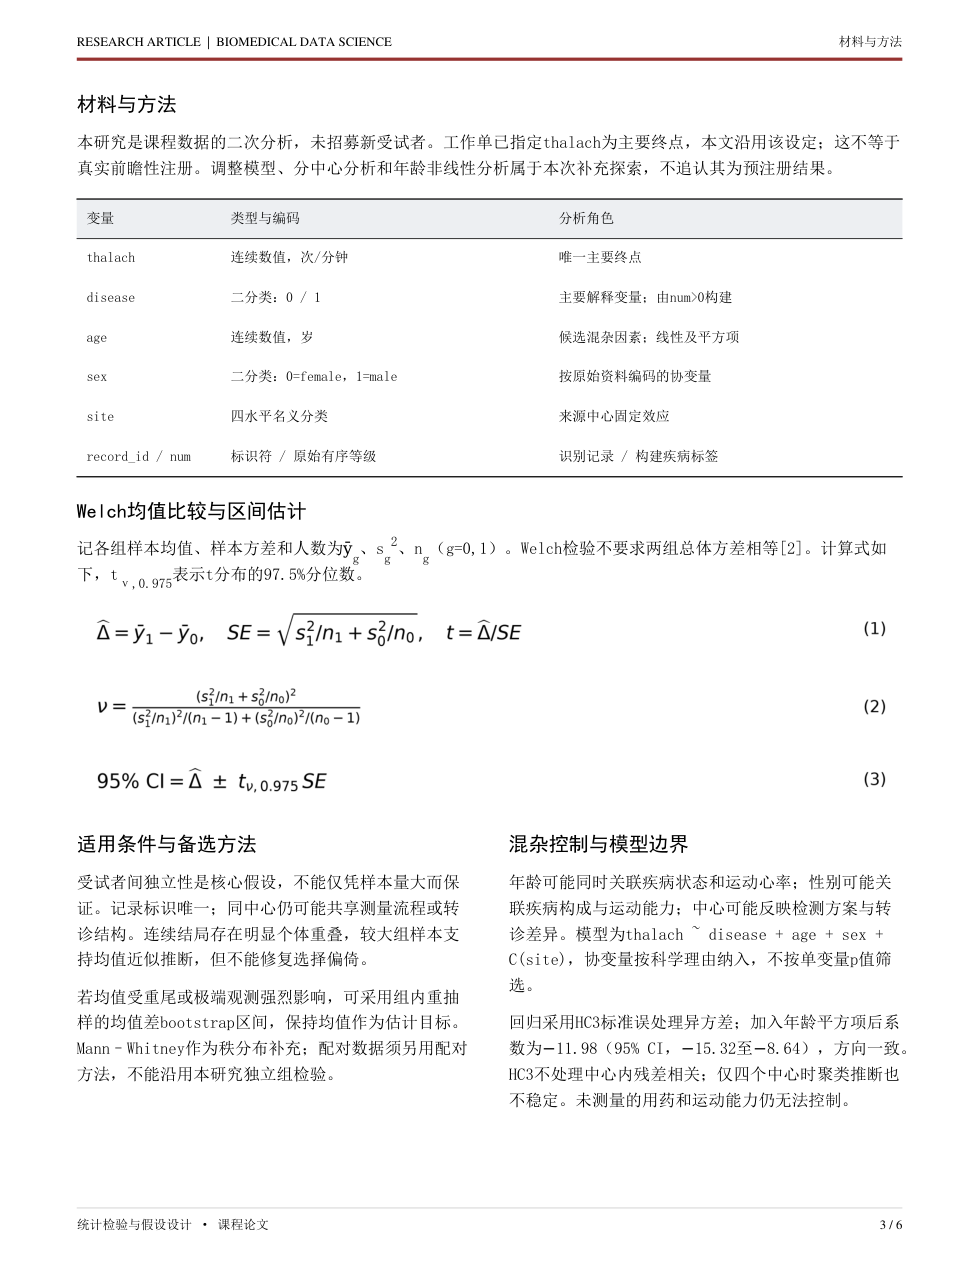 RESEARCH ARTICLE | BIOMEDICAL DATA SCIENCE
材料与方法
材料与方法
本研究是课程数据的二次分析，未招募新受试者。工作单已指定thalach为主要终点，本文沿用该设定；这不等于
真实前瞻性注册。调整模型、分中心分析和年龄非线性分析属于本次补充探索，不追认其为预注册结果。
变量 类型与编码 分析角色
thalach 连续数值，次/分钟 唯一主要终点
disease 二分类：0 / 1 主要解释变量；由num>0构建
age 连续数值，岁 候选混杂因素；线性及平方项
sex 二分类：0=female，1=male 按原始资料编码的协变量
site 四水平名义分类 来源中心固定效应
record_id / num 标识符 / 原始有序等级 识别记录 / 构建疾病标签
Welch均值比较与区间估计
记各组样本均值、样本方差和人数为ȳ_g、s_g^2、n_g（g=0,1）。Welch检验不要求两组总体方差相等[2]。计算式如
下，t_ν,0.975表示t分布的97.5%分位数。
Δ̂ = ȳ₁ − ȳ₀,   SE = √(s₁²/n₁ + s₀²/n₀),   t = Δ̂/SE (1)
ν = (s₁²/n₁ + s₀²/n₀)² / ((s₁²/n₁)²/(n₁ − 1) + (s₀²/n₀)²/(n₀ − 1)) (2)
95% CI = Δ̂ ± t_ν,0.975 SE (3)
适用条件与备选方法
受试者间独立性是核心假设，不能仅凭样本量大而保
证。记录标识唯一；同中心仍可能共享测量流程或转
诊结构。连续结局存在明显个体重叠，较大组样本支
持均值近似推断，但不能修复选择偏倚。
若均值受重尾或极端观测强烈影响，可采用组内重抽
样的均值差bootstrap区间，保持均值作为估计目标。
Mann–Whitney作为秩分布补充；配对数据须另用配对
方法，不能沿用本研究独立组检验。
混杂控制与模型边界
年龄可能同时关联疾病状态和运动心率；性别可能关
联疾病构成与运动能力；中心可能反映检测方案与转
诊差异。模型为thalach ~ disease + age + sex +
C(site)，协变量按科学理由纳入，不按单变量p值筛
选。
回归采用HC3标准误处理异方差；加入年龄平方项后系
数为−11.98（95% CI，−15.32至−8.64），方向一致。
HC3不处理中心内残差相关；仅四个中心时聚类推断也
不稳定。未测量的用药和运动能力仍无法控制。
统计检验与假设设计 • 课程论文
3 / 6